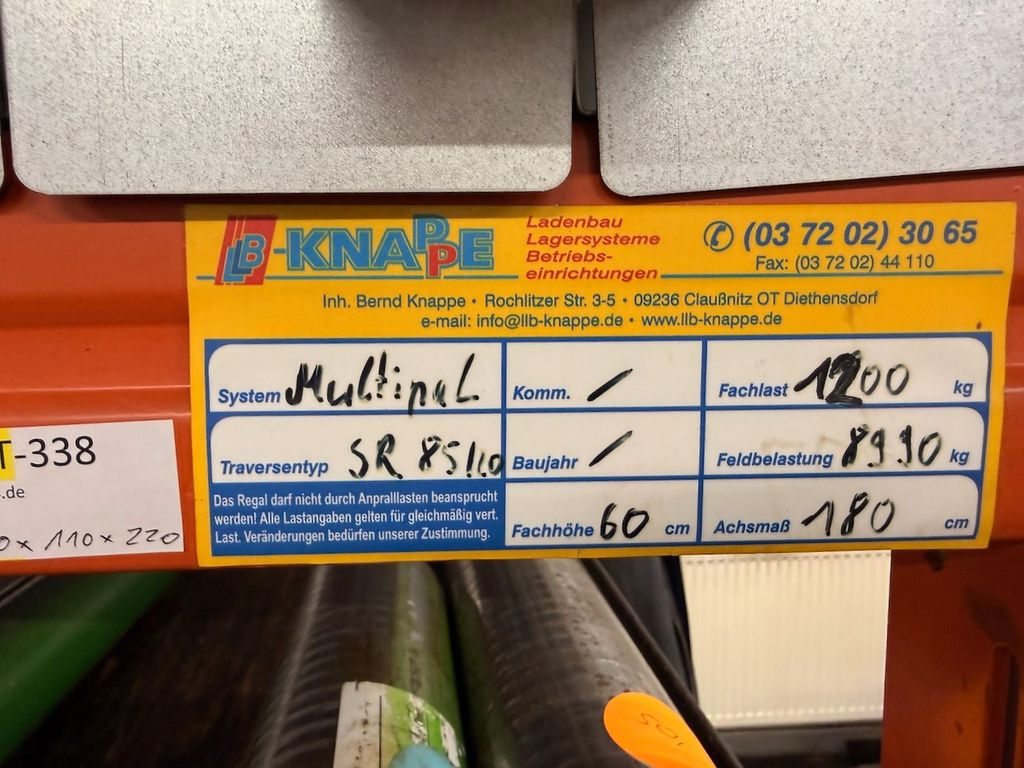 LLB-KNAPPE
Ladenbau
Lagersysteme
Betriebs-
einrichtungen
✆ (03 72 02) 30 65
Fax: (03 72 02) 44 110
Inh. Bernd Knappe • Rochlitzer Str. 3-5 • 09236 Claußnitz OT Diethensdorf
e-mail: info@llb-knappe.de • www.llb-knappe.de
System Multipal
Komm. /
Fachlast 1200 kg
Traversentyp SR 85/1.0
Baujahr /
Feldbelastung 8990 kg
Das Regal darf nicht durch Anpralllasten beansprucht
werden! Alle Lastangaben gelten für gleichmäßig vert.
Last. Veränderungen bedürfen unserer Zustimmung.
Fachhöhe 60 cm
Achsmaß 180 cm
T-338
.de
0 x 110 x 220